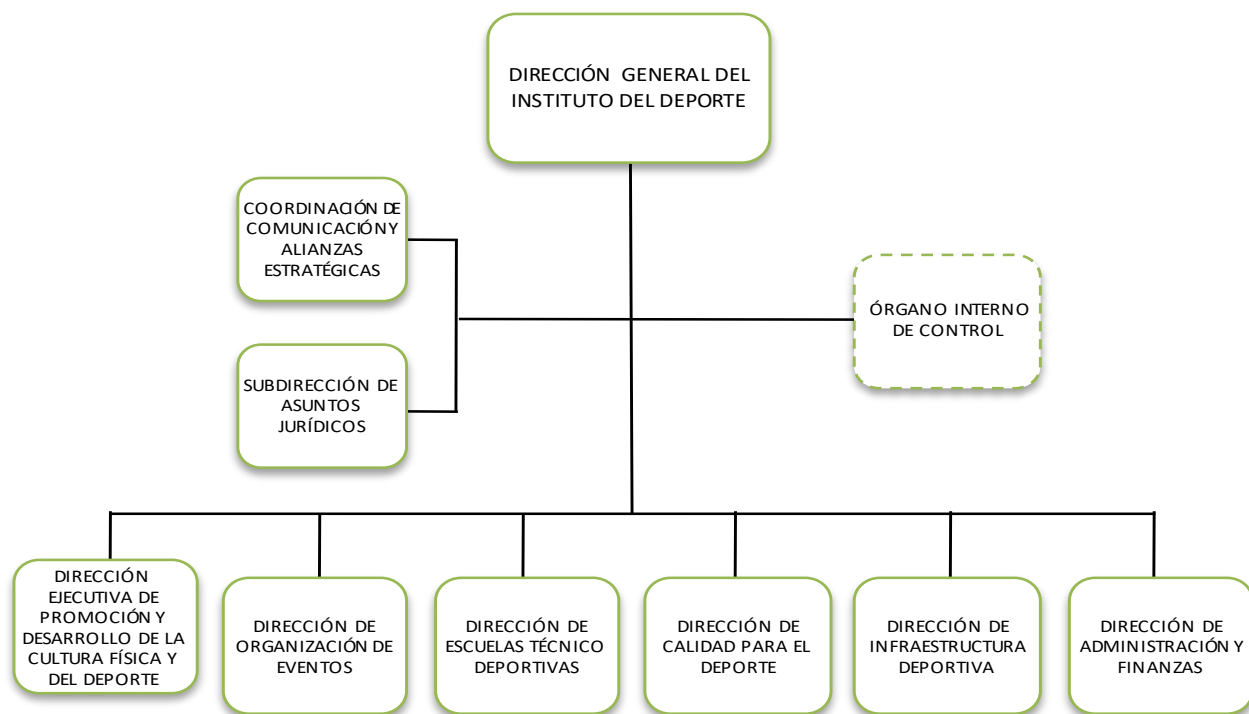 DIRECCIÓN GENERAL DEL
INSTITUTO DEL DEPORTE
COORDINACIÓN DE
COMUNICACIÓN Y
ALIANZAS
ESTRATÉGICAS
ÓRGANO INTERNO
DE CONTROL
SUBDIRECCIÓN DE
ASUNTOS
JURÍDICOS
DIRECCIÓN
EJECUTIVA DE
PROMOCIÓN Y
DESARROLLO DE LA
CULTURA FÍSICA Y
DEL DEPORTE
DIRECCIÓN DE
ORGANIZACIÓN DE
EVENTOS
DIRECCIÓN DE
ESCUELAS TÉCNICO
DEPORTIVAS
DIRECCIÓN DE
CALIDAD PARA EL
DEPORTE
DIRECCIÓN DE
INFRAESTRUCTURA
DEPORTIVA
DIRECCIÓN DE
ADMINISTRACIÓN Y
FINANZAS